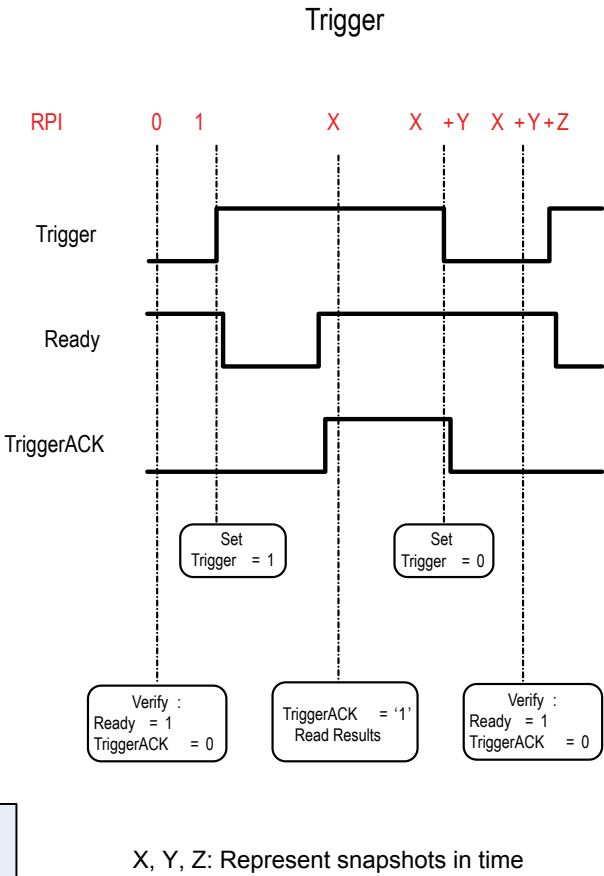 Trigger
RPI 0 1 X X +Y X +Y+Z
Trigger
Ready
TriggerACK
Set
Trigger = 1
Set
Trigger = 0
Verify :
Ready = 1
TriggerACK = 0
TriggerACK = ‘1’
Read Results
Verify :
Ready = 1
TriggerACK = 0
X, Y, Z: Represent snapshots in time